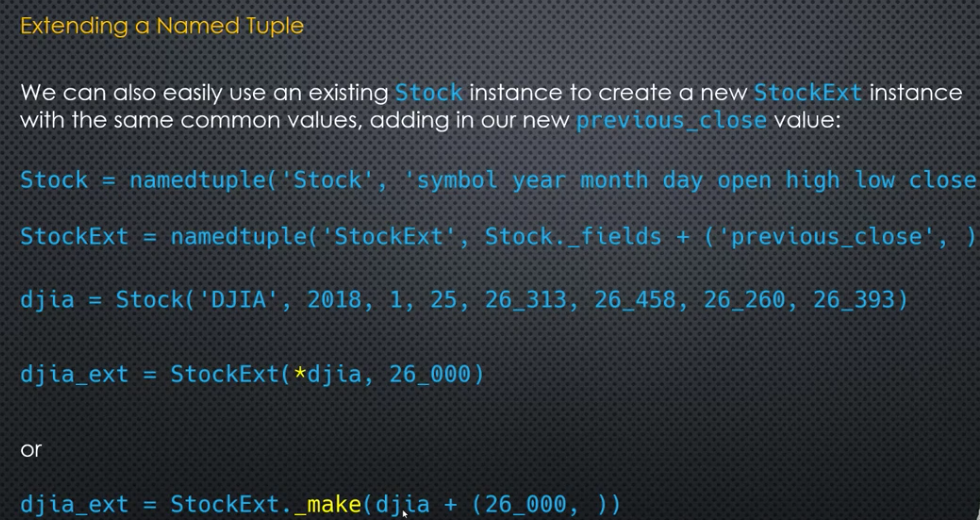 Extending a Named Tuple
We can also easily use an existing Stock instance to create a new StockExt instance
with the same common values, adding in our new previous_close value:
Stock = namedtuple('Stock', 'symbol year month day open high low close
StockExt = namedtuple('StockExt', Stock._fields + ('previous_close', )
djia = Stock('DJIA', 2018, 1, 25, 26_313, 26_458, 26_260, 26_393)
djia_ext = StockExt(*djia, 26_000)
or
djia_ext = StockExt._make(djia + (26_000, ))